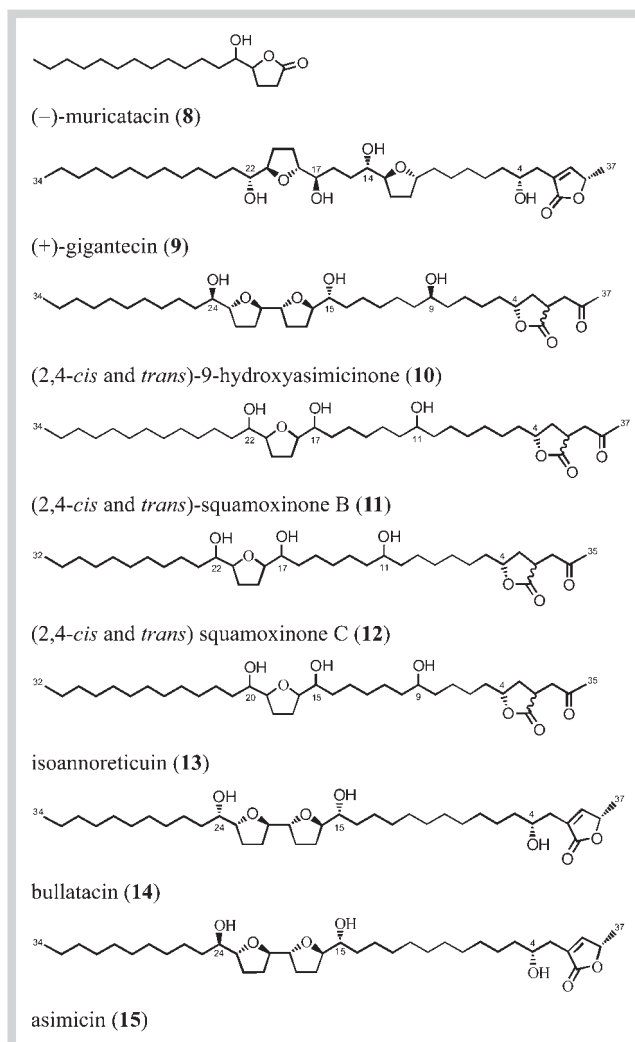 OH
O
O
(–)-muricatacin (8)
OH
O
22 17 14 4 37
34
OH O OH OH O O
(+)-gigantecin (9)
OH OH OH
34 O O 37
24 15 9 4
O O O
(2,4-cis and trans)-9-hydroxyasimicinone (10)
OH OH OH
34 O 37
22 17 11 4
O O O
(2,4-cis and trans)-squamoxinone B (11)
OH OH OH
32 O 35
22 17 11 4
O O O
(2,4-cis and trans) squamoxinone C (12)
OH OH OH
32 O 35
20 15 9 4
O O O
isoannoreticuin (13)
OH OH
34 O O 37
24 15 4
OH O O
bullatacin (14)
OH OH
34 O O 37
24 15 4
OH O O
asimicin (15)